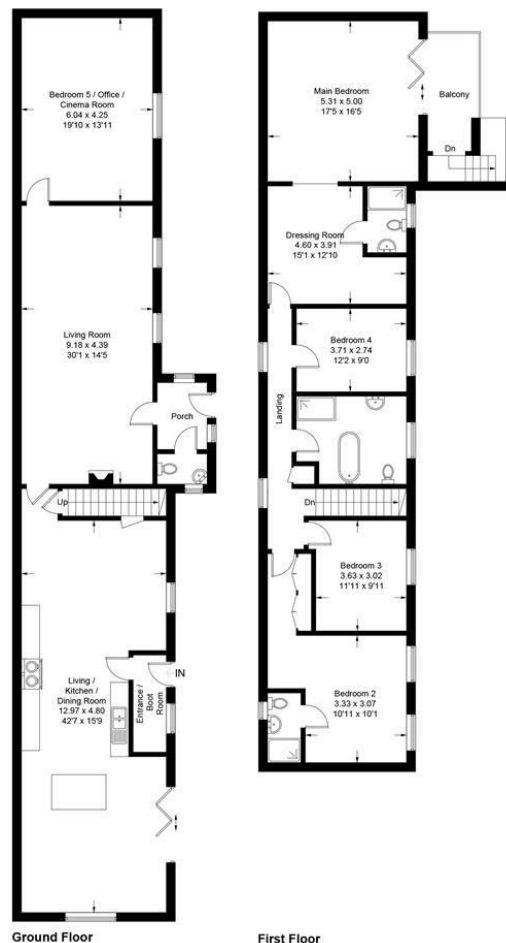 Bedroom 5 / Office /
Cinema Room
6.04 x 4.25
19'10 x 13'11
Living Room
9.18 x 4.39
30'1 x 14'5
Porch
Up
Living /
Kitchen /
Dining Room
12.97 x 4.80
42'7 x 15'9
Entrance /
Boot
Room
IN
Ground Floor
Main Bedroom
5.31 x 5.00
17'5 x 16'5
Balcony
Dn
Dressing Room
4.60 x 3.91
15'1 x 12'10
Bedroom 4
3.71 x 2.74
12'2 x 9'0
Landing
Dn
Bedroom 3
3.63 x 3.02
11'11 x 9'11
Bedroom 2
3.33 x 3.07
10'11 x 10'1
First Floor